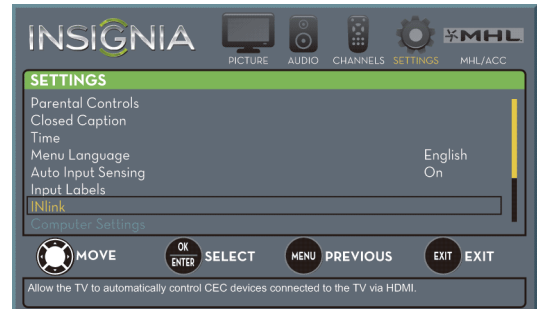 INSIGNIA
PICTURE AUDIO CHANNELS SETTINGS MHL MHL/ACC
SETTINGS
Parental Controls
Closed Caption
Time
Menu Language English
Auto Input Sensing On
Input Labels
INlink
Computer Settings
MOVE OK ENTER SELECT MENU PREVIOUS EXIT EXIT
Allow the TV to automatically control CEC devices connected to the TV via HDMI.